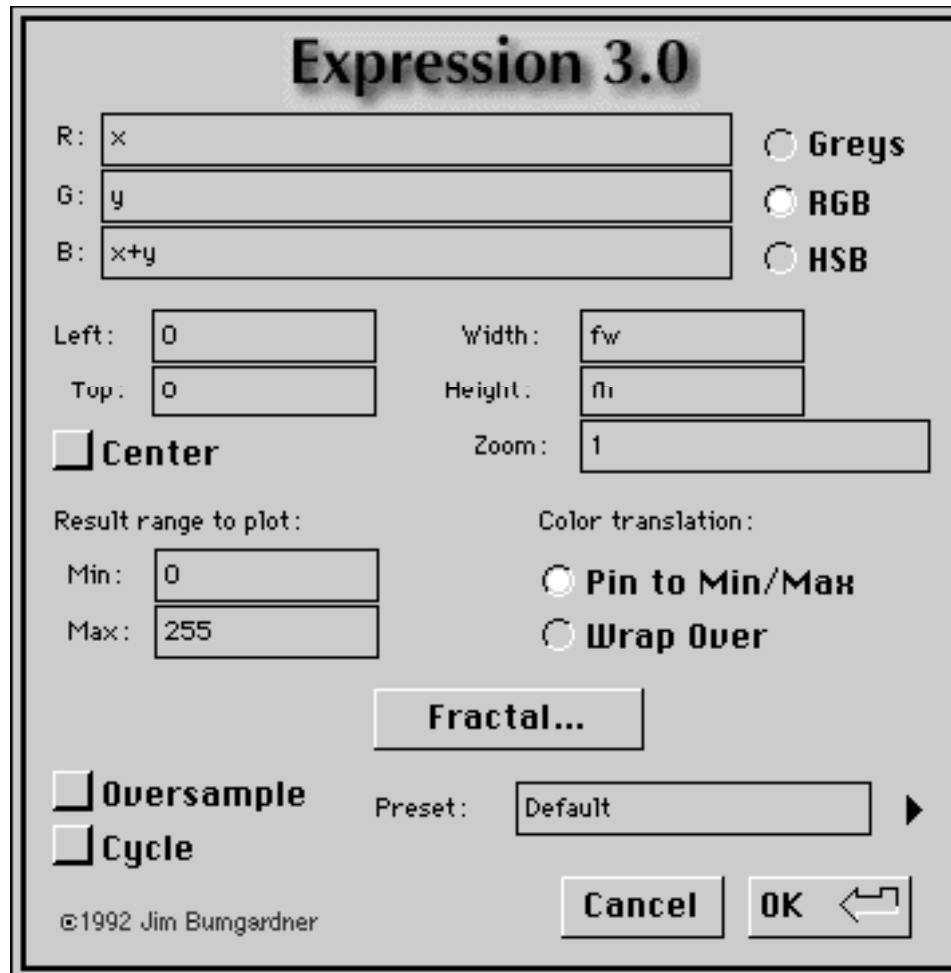 Expression 3.0
R: x
Greys
G: y
RGB
B: x+y
HSB
Left: 0
Width: fw
Top: 0
Height: fh
Center
Zoom: 1
Result range to plot:
Color translation:
Min: 0
Pin to Min/Max
Max: 255
Wrap Over
Fractal...
Oversample
Preset: Default
Cycle
Cancel
OK
©1992 Jim Bumgardner